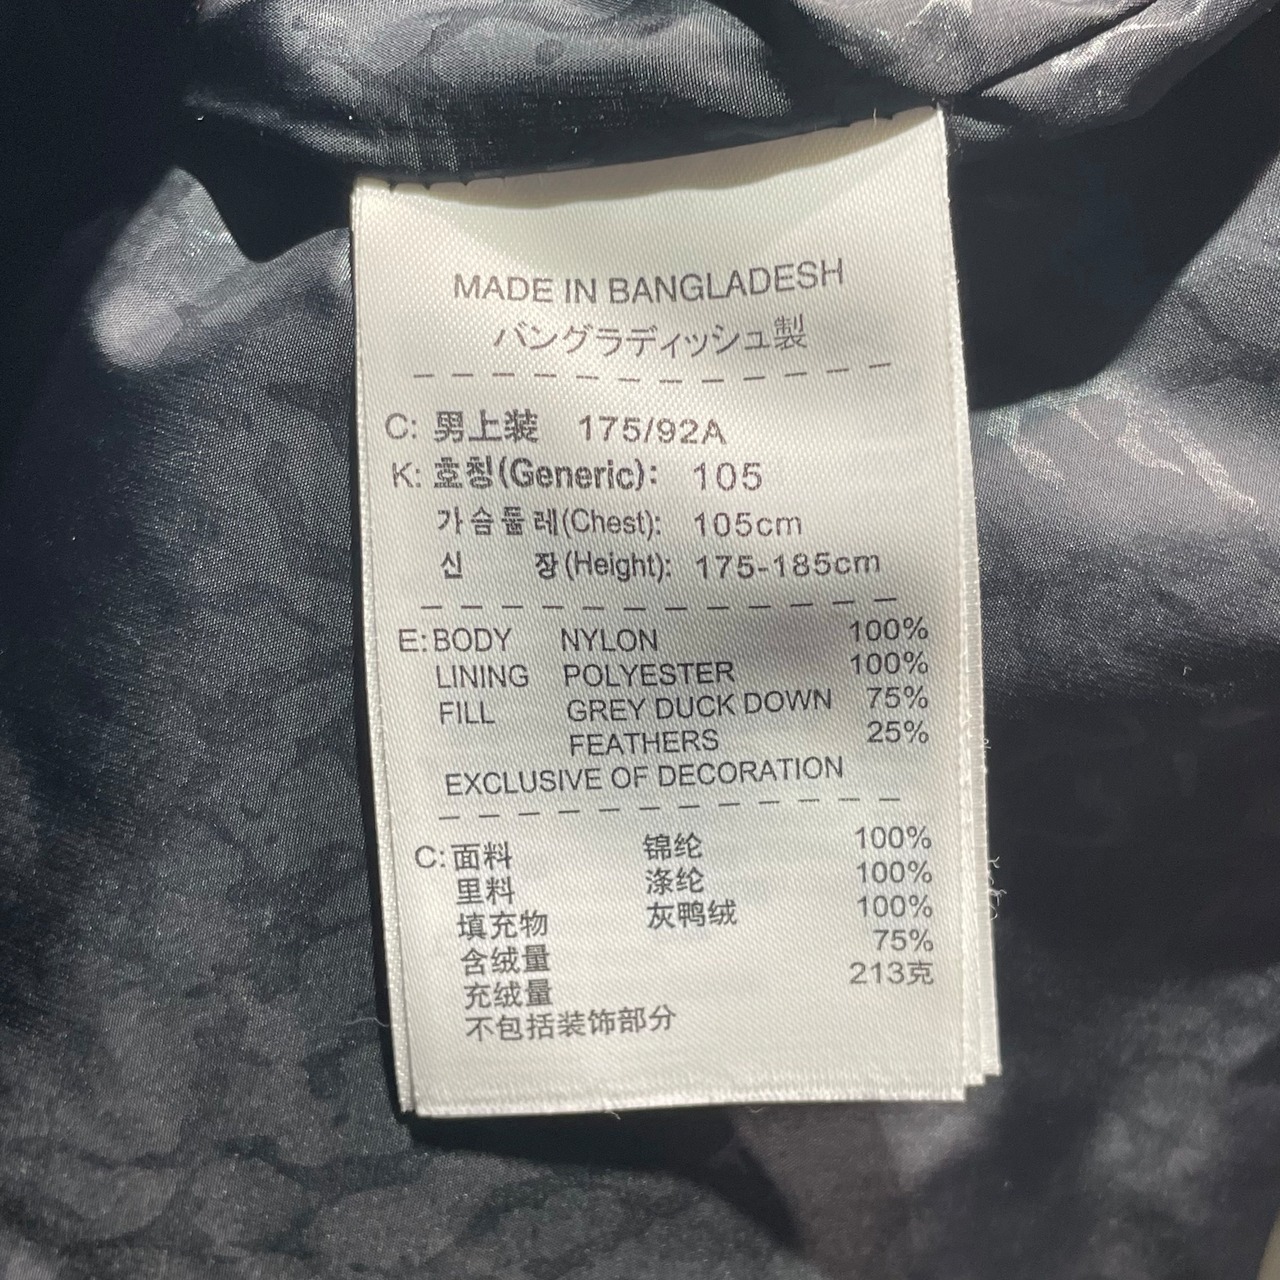 MADE IN BANGLADESH
バングラディッシュ製
C: 男上装 175/92A
K: 호칭(Generic): 105
가슴둘레(Chest): 105cm
신 장(Height): 175-185cm
E: BODY NYLON 100%
LINING POLYESTER 100%
FILL GREY DUCK DOWN 75%
FEATHERS 25%
EXCLUSIVE OF DECORATION
C: 面料 锦纶 100%
里料 涤纶 100%
填充物 灰鸭绒 100%
含绒量 75%
充绒量 213克
不包括装饰部分